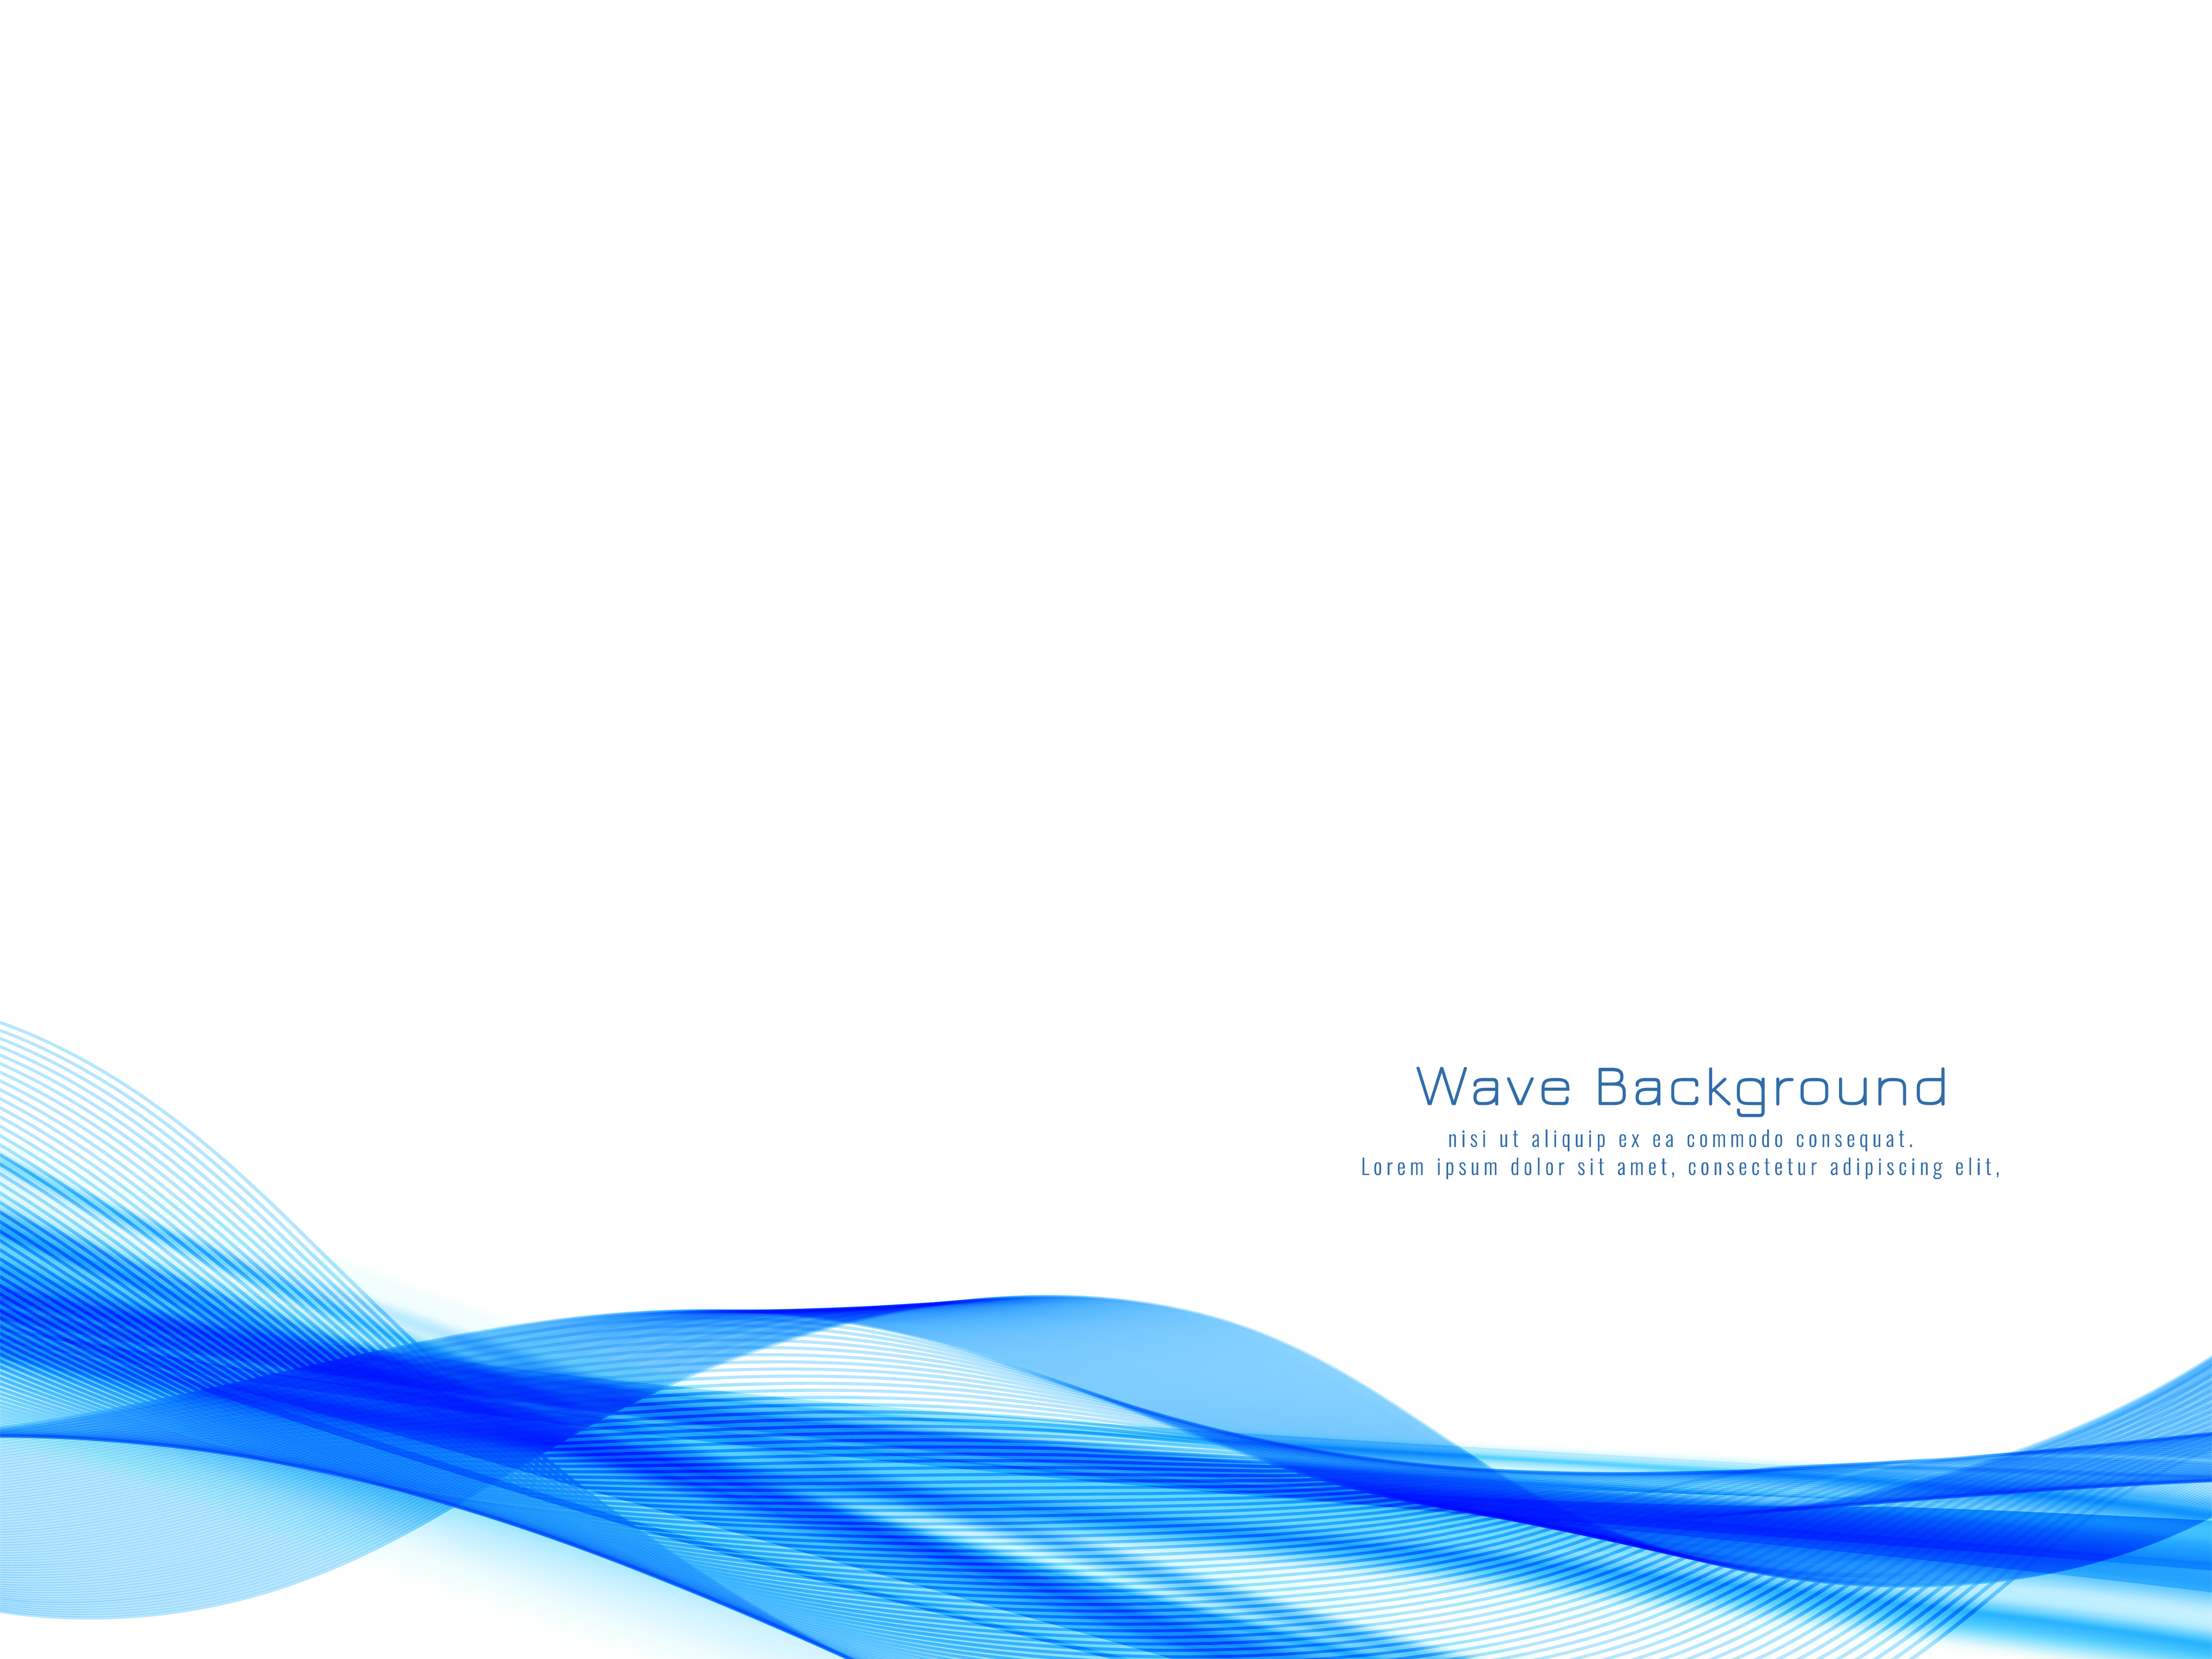 Wave Background
nisi ut aliquip ex ea commodo consequat.
Lorem ipsum dolor sit amet, consectetur adipiscing elit,